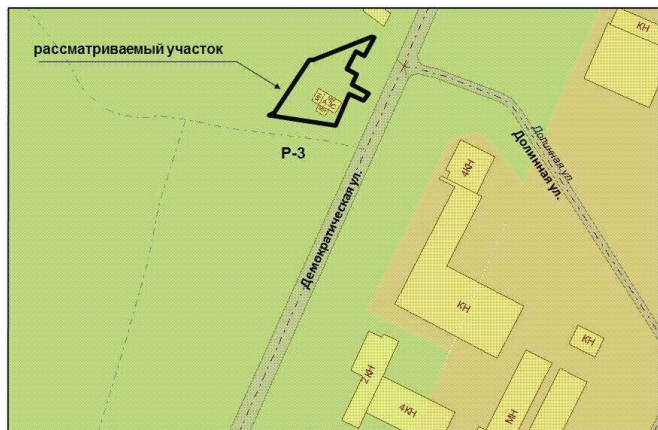 КН
рассматриваемый участок
Р-3
Долинная ул.
Долинная ул.
Демократическая ул.
4КН
КН
КН
2КН
4КН
МН